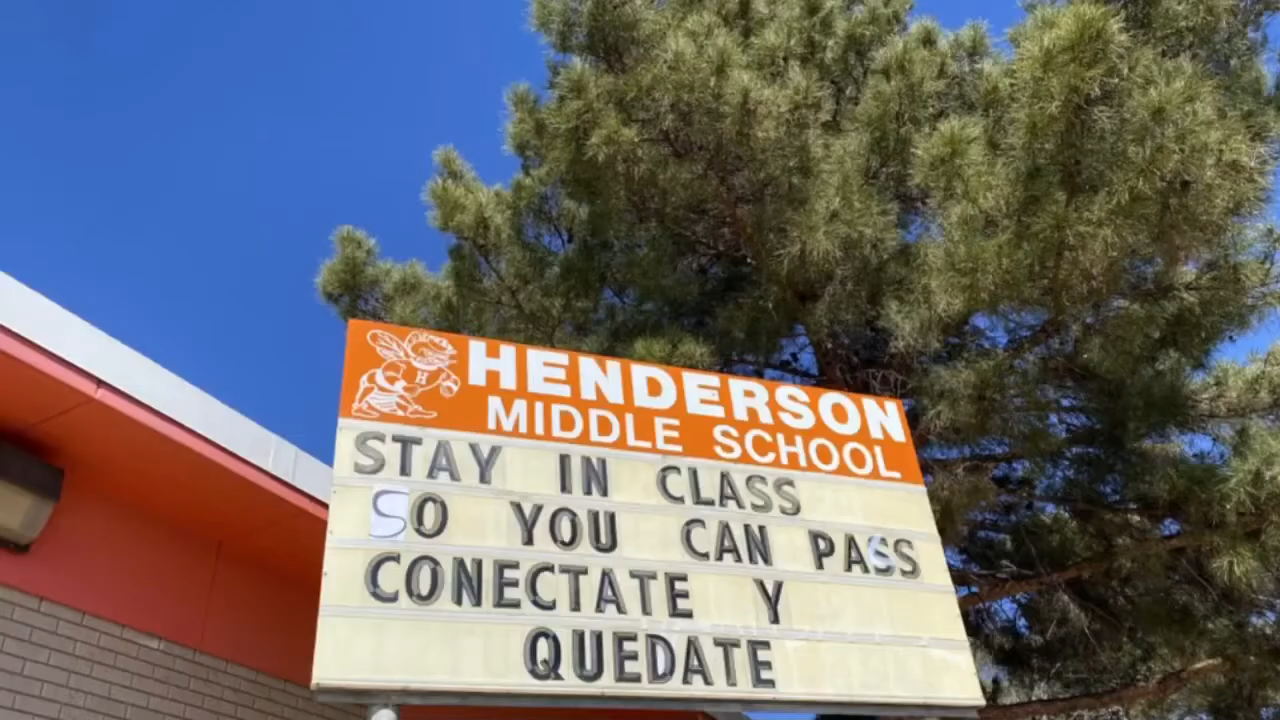 HENDERSON
MIDDLE SCHOOL
STAY IN CLASS
SO YOU CAN PASS
CONECTATE Y
QUEDATE
H